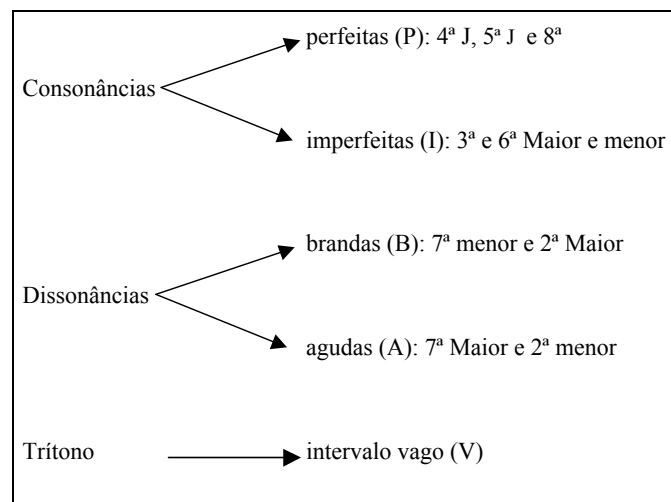 perfeitas (P): 4ª J, 5ª J e 8ª
Consonâncias
imperfeitas (I): 3ª e 6ª Maior e menor
brandas (B): 7ª menor e 2ª Maior
Dissonâncias
agudas (A): 7ª Maior e 2ª menor
Trítono
intervalo vago (V)